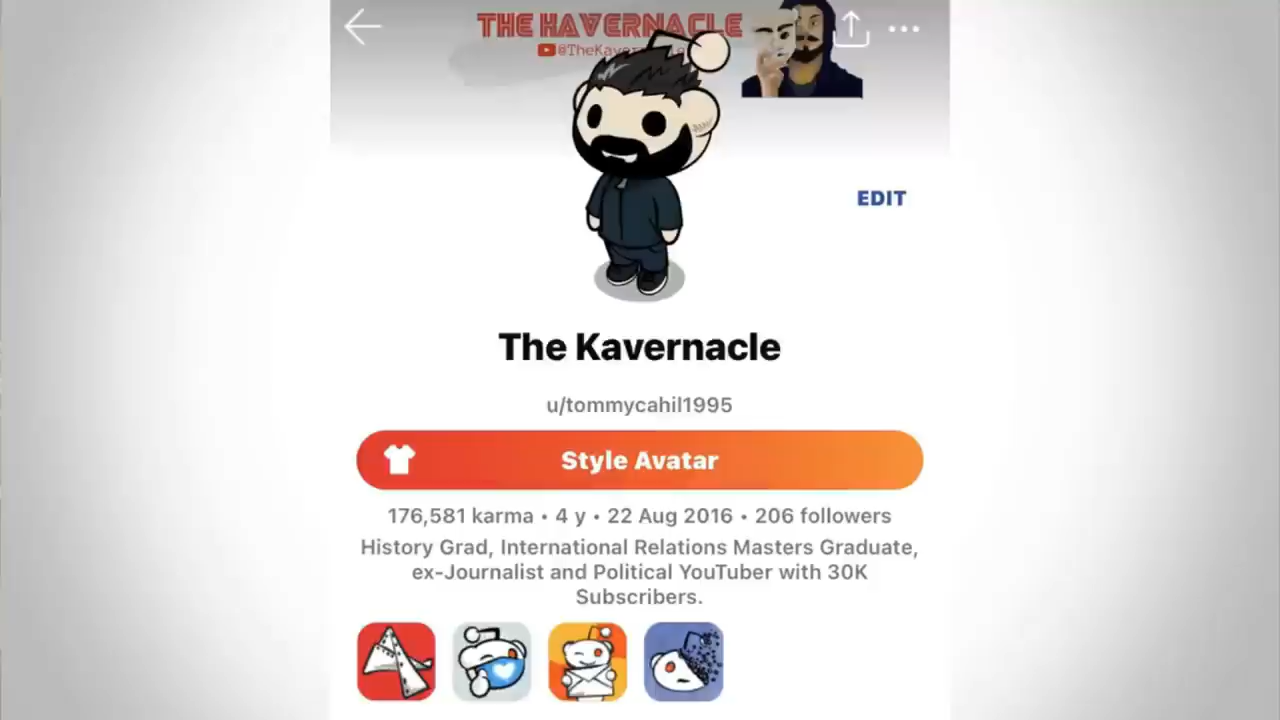 THE KAVERNACLE
EDIT
The Kavernacle
u/tommycahil1995
Style Avatar
176,581 karma • 4 y • 22 Aug 2016 • 206 followers
History Grad, International Relations Masters Graduate,
ex-Journalist and Political YouTuber with 30K
Subscribers.